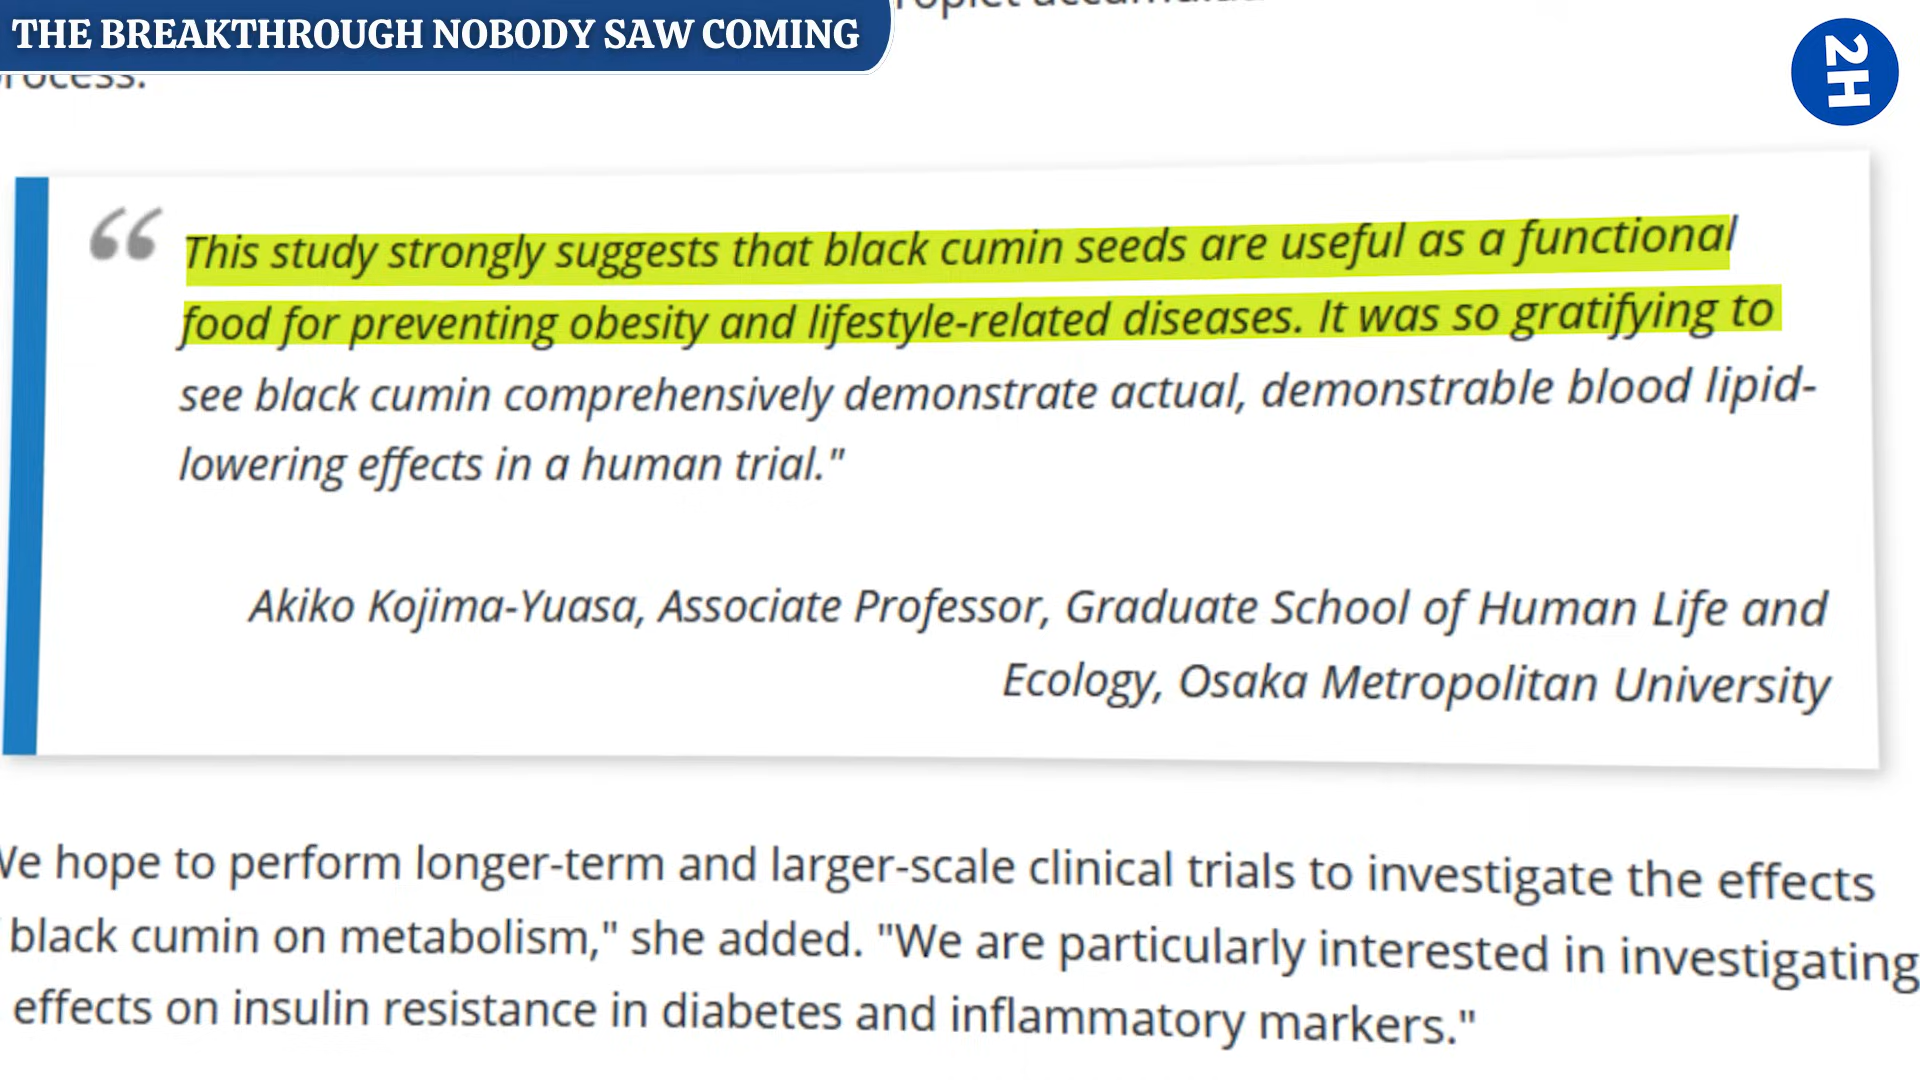 THE BREAKTHROUGH NOBODY SAW COMING
2H
process.
“ This study strongly suggests that black cumin seeds are useful as a functional
food for preventing obesity and lifestyle-related diseases. It was so gratifying to
see black cumin comprehensively demonstrate actual, demonstrable blood lipid-
lowering effects in a human trial."
Akiko Kojima-Yuasa, Associate Professor, Graduate School of Human Life and
Ecology, Osaka Metropolitan University
We hope to perform longer-term and larger-scale clinical trials to investigate the effects
black cumin on metabolism," she added. "We are particularly interested in investigating
effects on insulin resistance in diabetes and inflammatory markers."